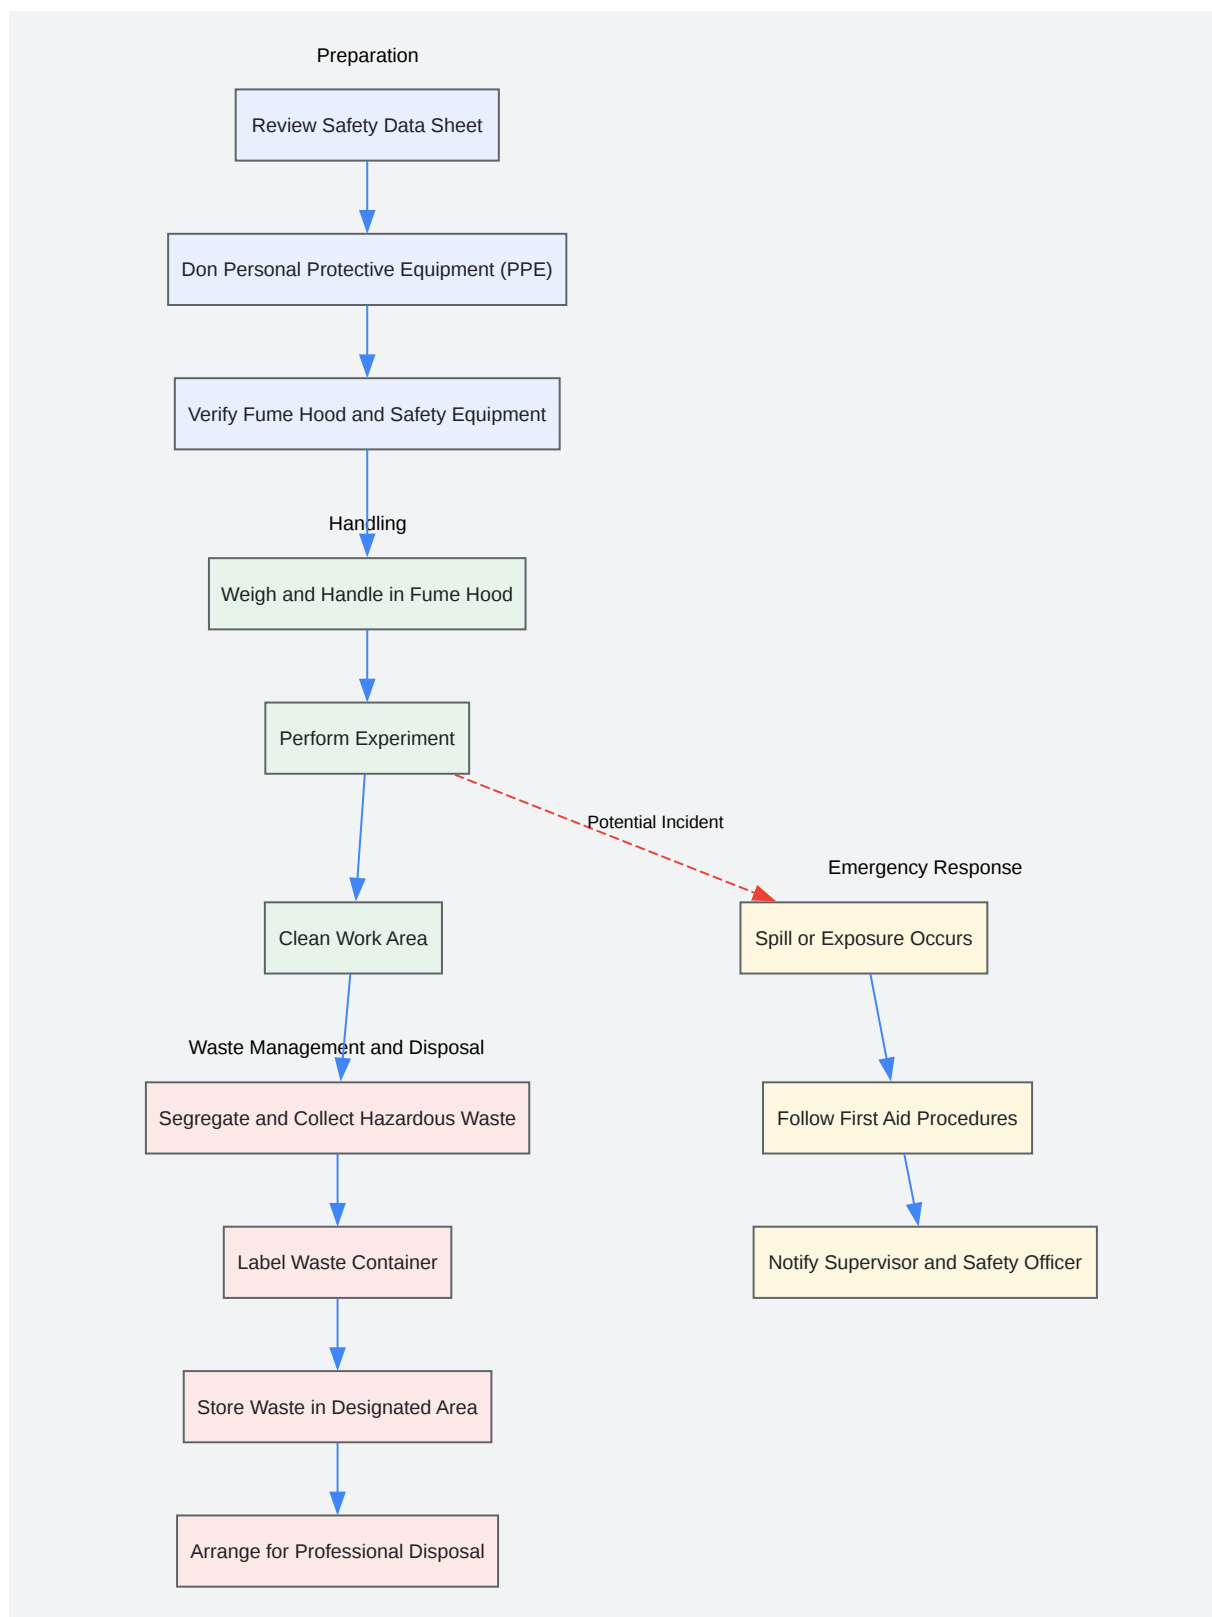 Preparation
Review Safety Data Sheet
Don Personal Protective Equipment (PPE)
Verify Fume Hood and Safety Equipment
Handling
Weigh and Handle in Fume Hood
Perform Experiment
Potential Incident
Emergency Response
Clean Work Area
Spill or Exposure Occurs
Waste Management and Disposal
Segregate and Collect Hazardous Waste
Follow First Aid Procedures
Label Waste Container
Notify Supervisor and Safety Officer
Store Waste in Designated Area
Arrange for Professional Disposal